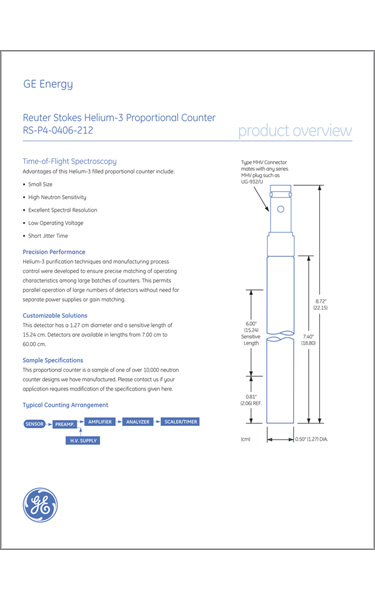 GE Energy
Reuter Stokes Helium-3 Proportional Counter
RS-P4-0406-212
product overview
Time-of-Flight Spectroscopy
Advantages of this Helium-3 filled proportional counter include:
• Small Size
• High Neutron Sensitivity
• Excellent Spectral Resolution
• Low Operating Voltage
• Short Jitter Time
Precision Performance
Helium-3 purification techniques and manufacturing process
control were developed to ensure precise matching of operating
characteristics among large batches of counters. This permits
parallel operation of large numbers of detectors without need for
separate power supplies or gain matching.
Customizable Solutions
This detector has a 1.27 cm diameter and a sensitive length of
15.24 cm. Detectors are available in lengths from 7.00 cm to
60.00 cm.
Sample Specifications
This proportional counter is a sample of one of over 10,000 neutron
counter designs we have manufactured. Please contact us if your
application requires modification of the specifications given here.
Typical Counting Arrangement
SENSOR PREAMP. AMPLIFIER ANALYZER SCALER/TIMER
H.V. SUPPLY
Type MHV Connector
mates with any series
MHV plug such as
UG-932/U
8.72"
(22.15)
6.00"
(15.24)
Sensitive
Length
7.40"
(18.80)
0.81"
(2.06) REF.
(cm)
0.50" (1.27) DIA.
GE